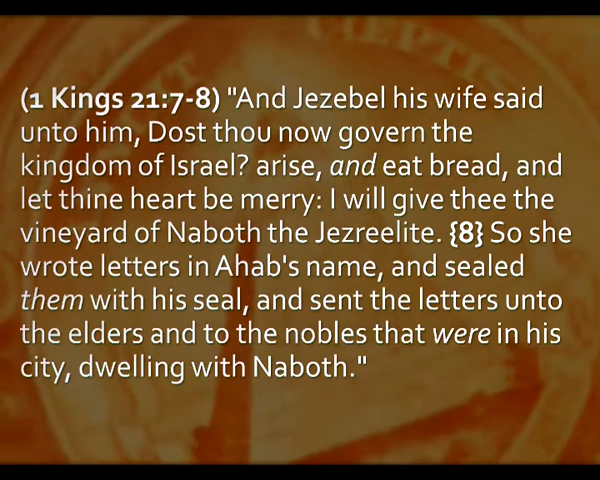 (1 Kings 21:7-8) "And Jezebel his wife said
unto him, Dost thou now govern the
kingdom of Israel? arise, and eat bread, and
let thine heart be merry: I will give thee the
vineyard of Naboth the Jezreelite. {8} So she
wrote letters in Ahab's name, and sealed
them with his seal, and sent the letters unto
the elders and to the nobles that were in his
city, dwelling with Naboth."